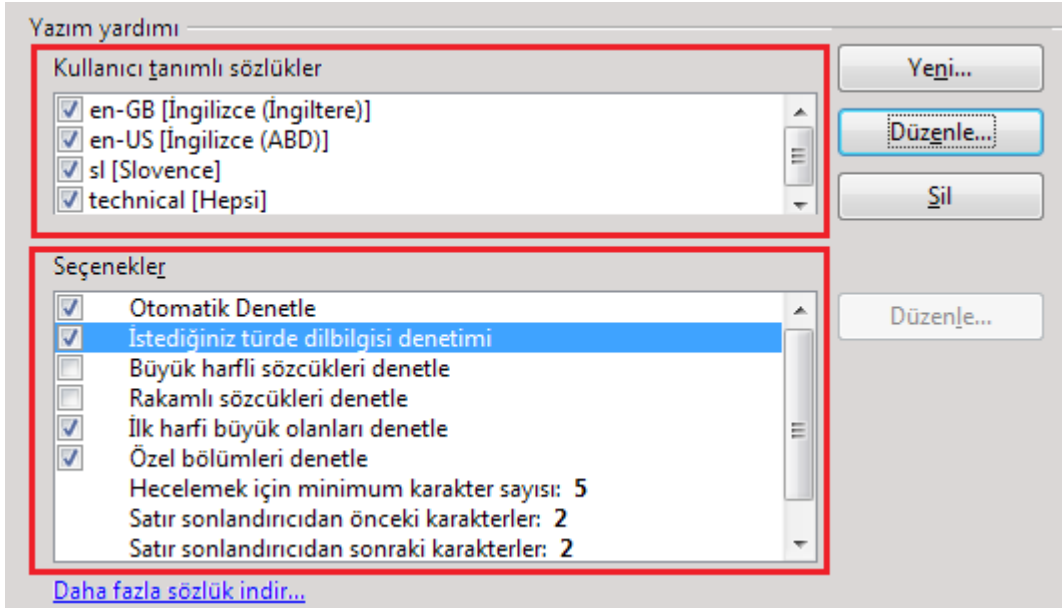 Yazım yardımı
Kullanıcı tanımlı sözlükler
en-GB [İngilizce (İngiltere)]
en-US [İngilizce (ABD)]
sl [Slovence]
technical [Hepsi]
Yeni...
Düzenle...
Sil
Seçenekler
Otomatik Denetle
İstediğiniz türde dilbilgisi denetimi
Büyük harfli sözcükleri denetle
Rakamlı sözcükleri denetle
İlk harfi büyük olanları denetle
Özel bölümleri denetle
Hecelemek için minimum karakter sayısı: 5
Satır sonlandırıcıdan önceki karakterler: 2
Satır sonlandırıcıdan sonraki karakterler: 2
Düzenle...
Daha fazla sözlük indir...